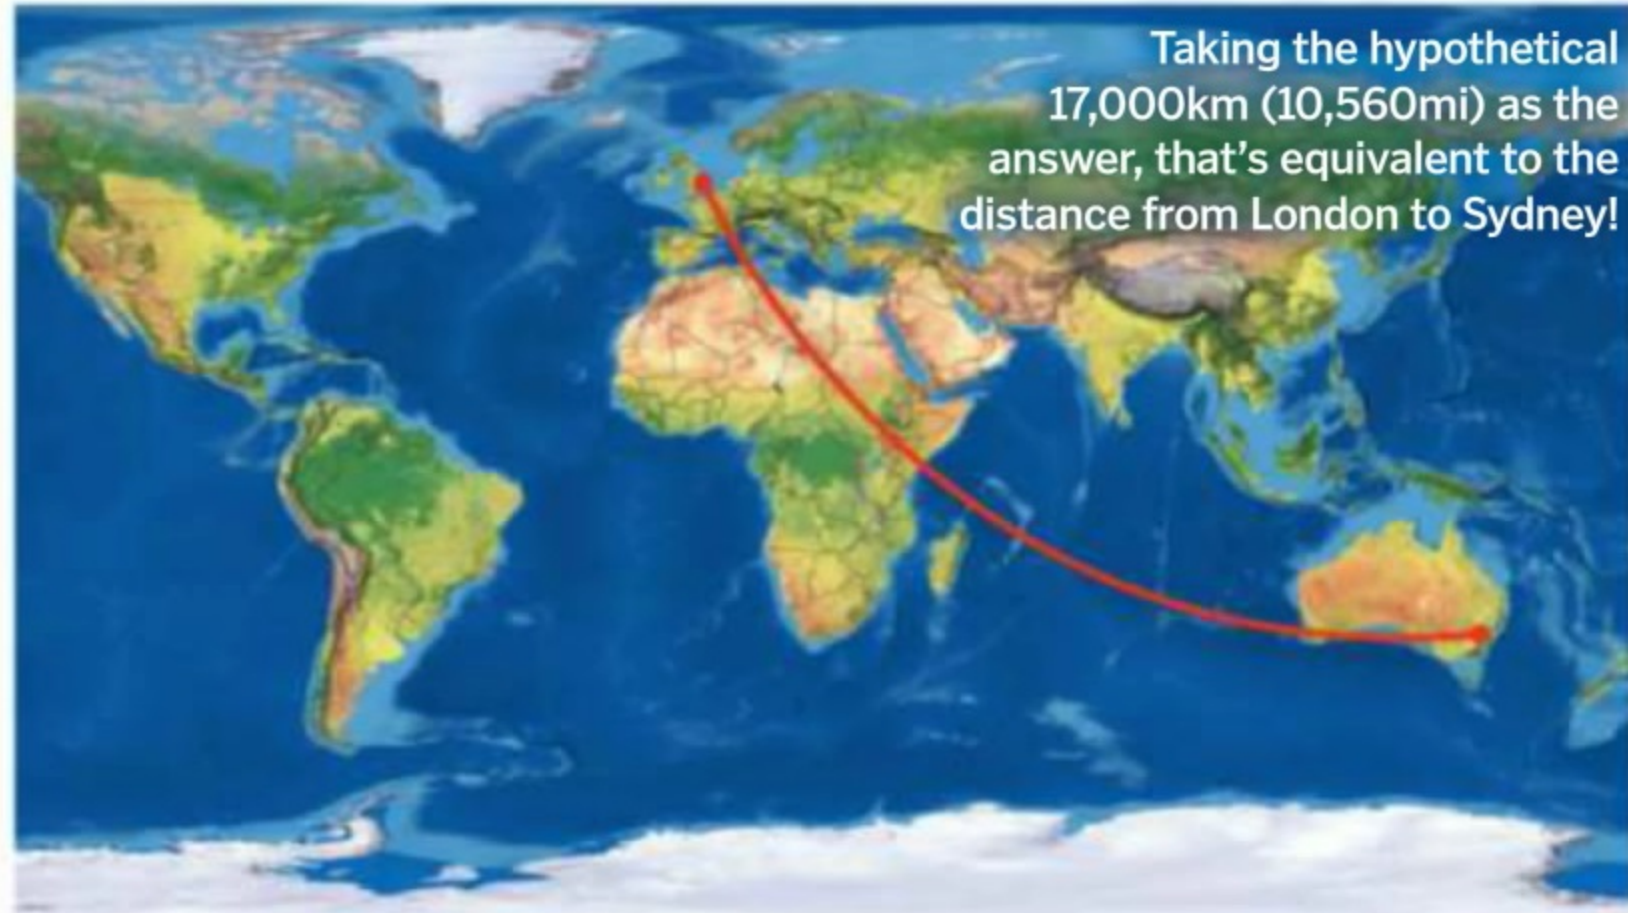 Taking the hypothetical
17,000km (10,560mi) as the
answer, that's equivalent to the
distance from London to Sydney!